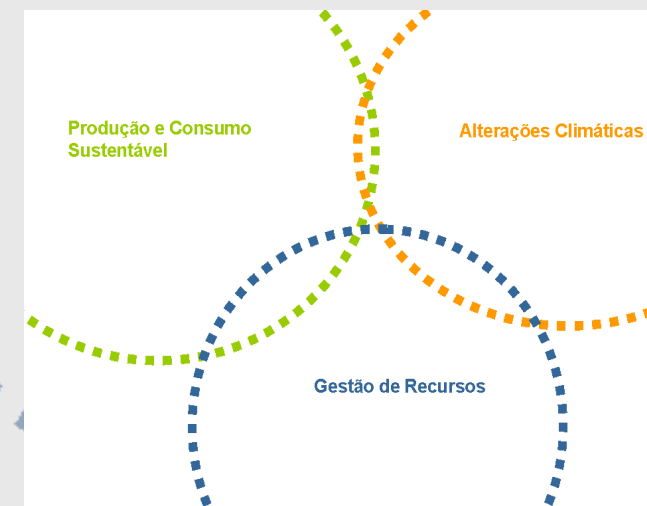 Produção e Consumo
Sustentável
Alterações Climáticas
Gestão de Recursos